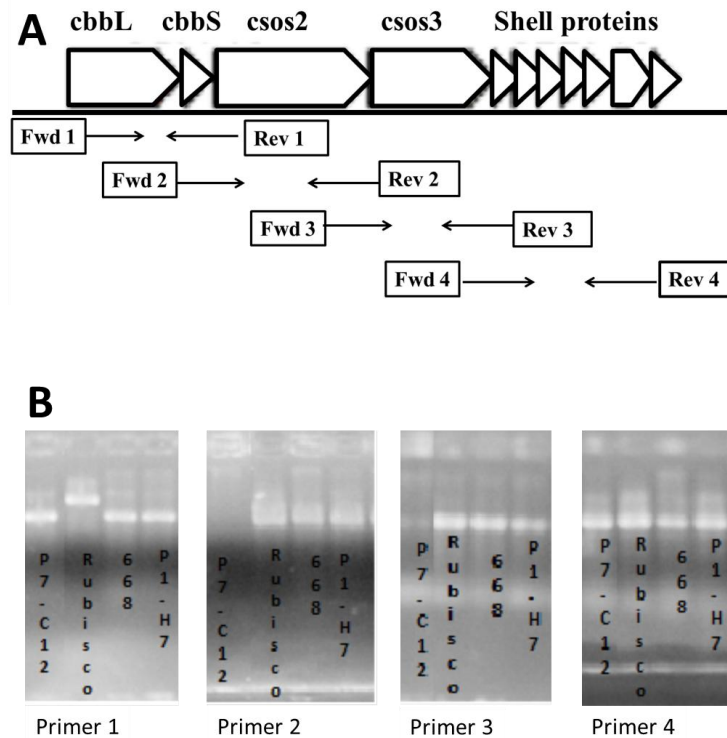 A
cbbL cbbS csos2 csos3 Shell proteins
Fwd 1 Rev 1
Fwd 2 Rev 2
Fwd 3 Rev 3
Fwd 4 Rev 4
B
P7-C12 Rubisco 668 P1-H7
P7-C12 Rubisco 668 P1-H7
P7-C12 Rubisco 668 P1-H7
P7-C12 Rubisco 668 P1-H7
Primer 1 Primer 2 Primer 3 Primer 4